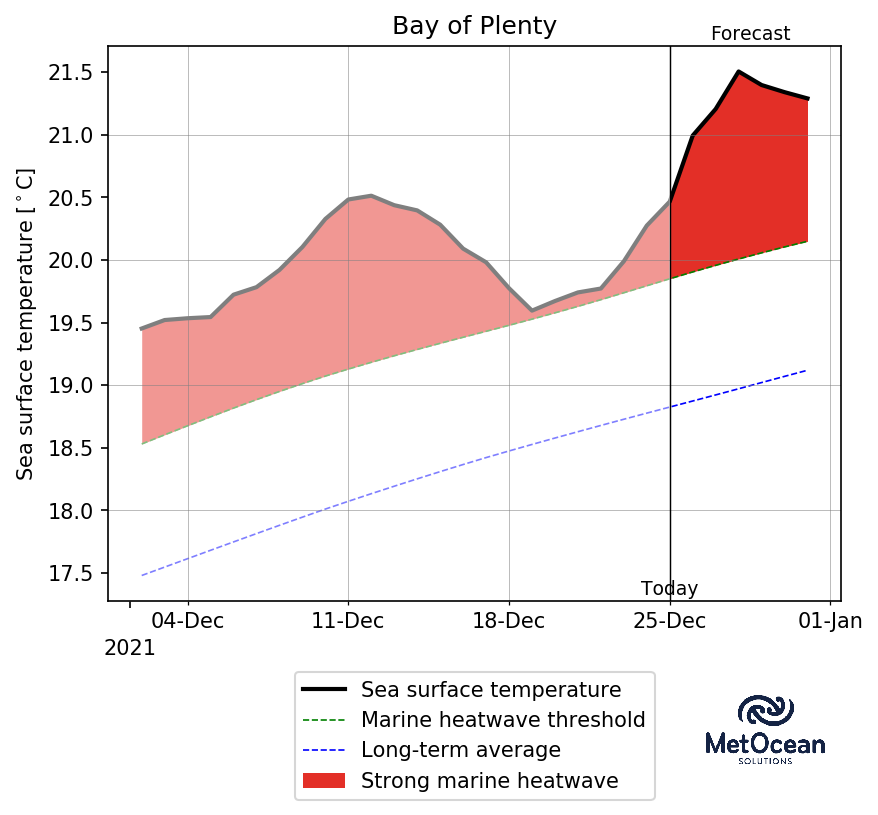 Bay of Plenty
Forecast
Sea surface temperature [°C]
21.5
21.0
20.5
20.0
19.5
19.0
18.5
18.0
17.5
Today
04-Dec 11-Dec 18-Dec 25-Dec 01-Jan
2021
Sea surface temperature
Marine heatwave threshold
Long-term average
Strong marine heatwave
MetOcean
SOLUTIONS